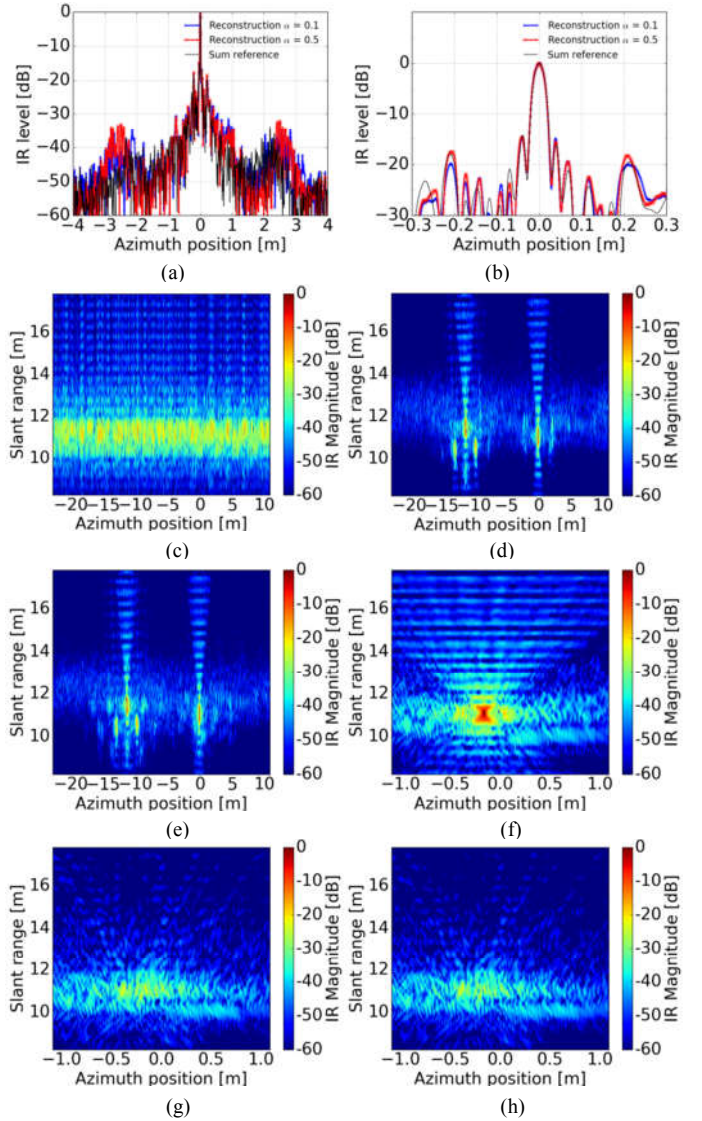 Reconstruction α = 0.1
Reconstruction α = 0.5
Sum reference
IR level [dB]
0
−10
−20
−30
−40
−50
−60
−4 −3 −2 −1 0 1 2 3 4
Azimuth position [m]
(a)
Reconstruction α = 0.1
Reconstruction α = 0.5
Sum reference
IR level [dB]
0
−10
−20
−30
−0.3 −0.2 −0.1 0.0 0.1 0.2 0.3
Azimuth position [m]
(b)
Slant range [m]
16
14
12
10
−20 −15 −10 −5 0 5 10
Azimuth position [m]
0
-10
-20
-30
-40
-50
-60
IR Magnitude [dB]
(c)
Slant range [m]
16
14
12
10
−20 −15 −10 −5 0 5 10
Azimuth position [m]
0
-10
-20
-30
-40
-50
-60
IR Magnitude [dB]
(d)
Slant range [m]
16
14
12
10
−20 −15 −10 −5 0 5 10
Azimuth position [m]
0
-10
-20
-30
-40
-50
-60
IR Magnitude [dB]
(e)
Slant range [m]
16
14
12
10
−1.0 −0.5 0.0 0.5 1.0
Azimuth position [m]
0
-10
-20
-30
-40
-50
-60
IR Magnitude [dB]
(f)
Slant range [m]
16
14
12
10
−1.0 −0.5 0.0 0.5 1.0
Azimuth position [m]
0
-10
-20
-30
-40
-50
-60
IR Magnitude [dB]
(g)
Slant range [m]
16
14
12
10
−1.0 −0.5 0.0 0.5 1.0
Azimuth position [m]
0
-10
-20
-30
-40
-50
-60
IR Magnitude [dB]
(h)